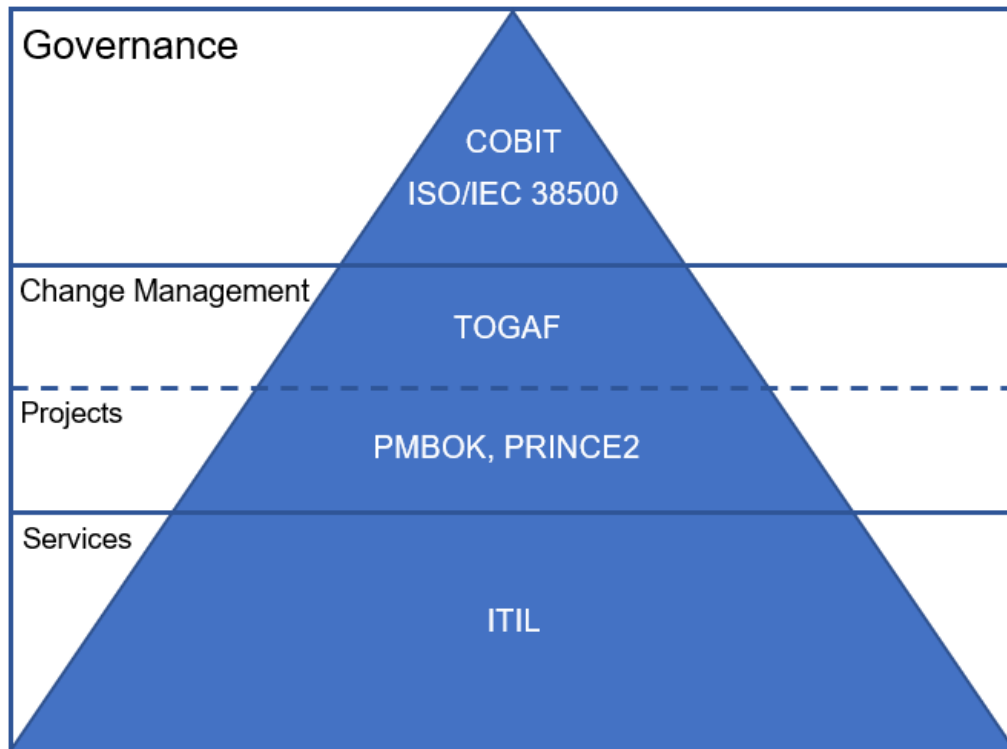 Governance
COBIT
ISO/IEC 38500
Change Management
TOGAF
Projects
PMBOK, PRINCE2
Services
ITIL